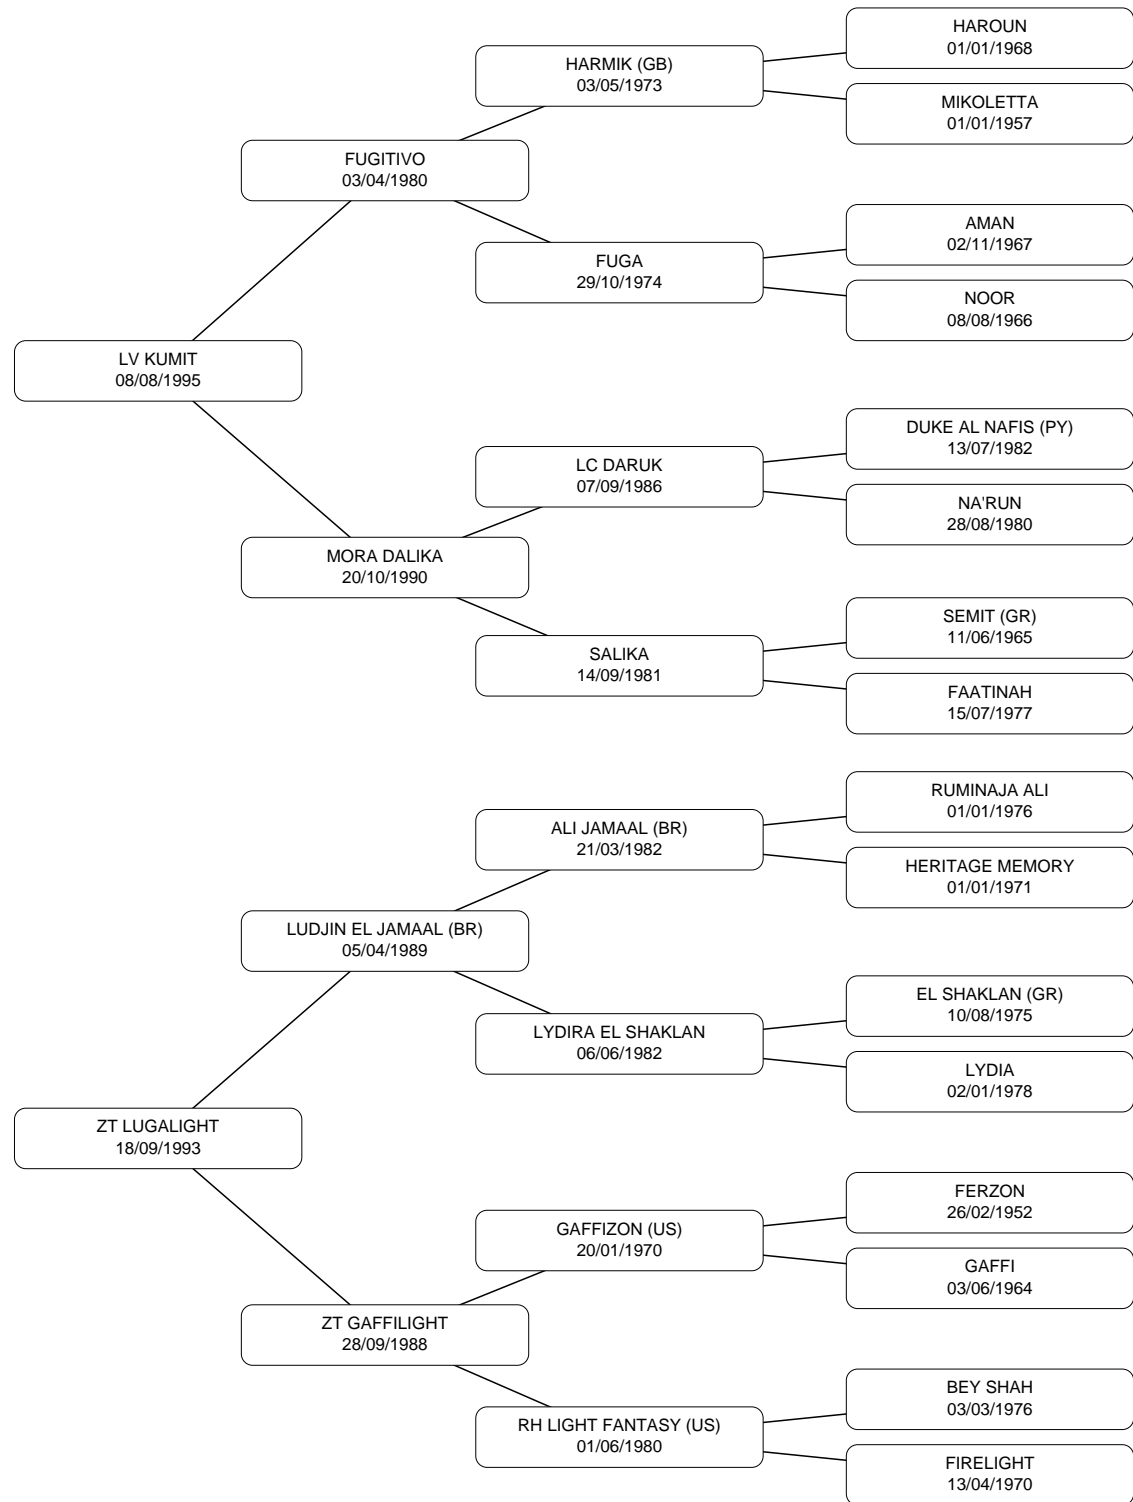 HAROUN
01/01/1968
HARMIK (GB)
03/05/1973
MIKOLETTA
01/01/1957
FUGITIVO
03/04/1980
AMAN
02/11/1967
FUGA
29/10/1974
NOOR
08/08/1966
LV KUMIT
08/08/1995
DUKE AL NAFIS (PY)
13/07/1982
LC DARUK
07/09/1986
NA'RUN
28/08/1980
MORA DALIKA
20/10/1990
SEMIT (GR)
11/06/1965
SALIKA
14/09/1981
FAATINAH
15/07/1977
RUMINAJA ALI
01/01/1976
ALI JAMAAL (BR)
21/03/1982
HERITAGE MEMORY
01/01/1971
LUDJIN EL JAMAAL (BR)
05/04/1989
EL SHAKLAN (GR)
10/08/1975
LYDIRA EL SHAKLAN
06/06/1982
LYDIA
02/01/1978
ZT LUGALIGHT
18/09/1993
FERZON
26/02/1952
GAFFIZON (US)
20/01/1970
GAFFI
03/06/1964
ZT GAFFILIGHT
28/09/1988
BEY SHAH
03/03/1976
RH LIGHT FANTASY (US)
01/06/1980
FIRELIGHT
13/04/1970